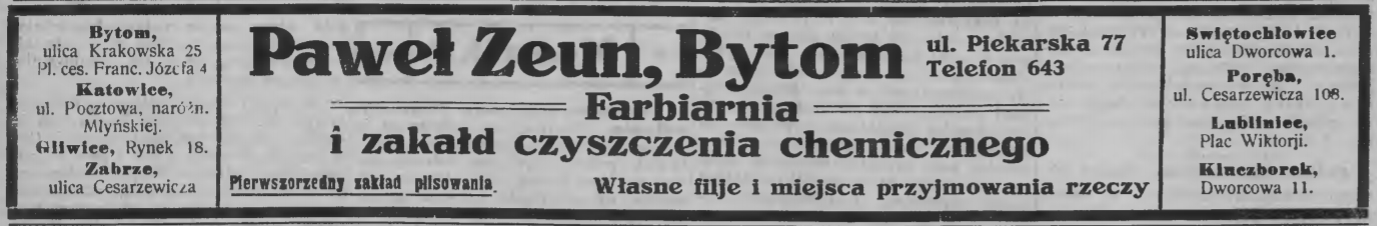 Bytom,
ulica Krakowska 25
Pl. ces. Franc. Józefa 4
Katowice,
ul. Pocztowa, narożn.
Młyńskiej.
Gliwice, Rynek 18.
Zabrze,
ulica Cesarzewicza
Paweł Zeun, Bytom
ul. Piekarska 77
Telefon 643
Farbiarnia
i zakałd czyszczenia chemicznego
Pierwszorzedny zakład plisowania.
Własne filje i miejsca przyjmowania rzeczy
Swiętochłowice
ulica Dworcowa 1.
Poręba,
ul. Cesarzewicza 108.
Lubliniec,
Plac Wiktorji.
Kluczborek,
Dworcowa 11.